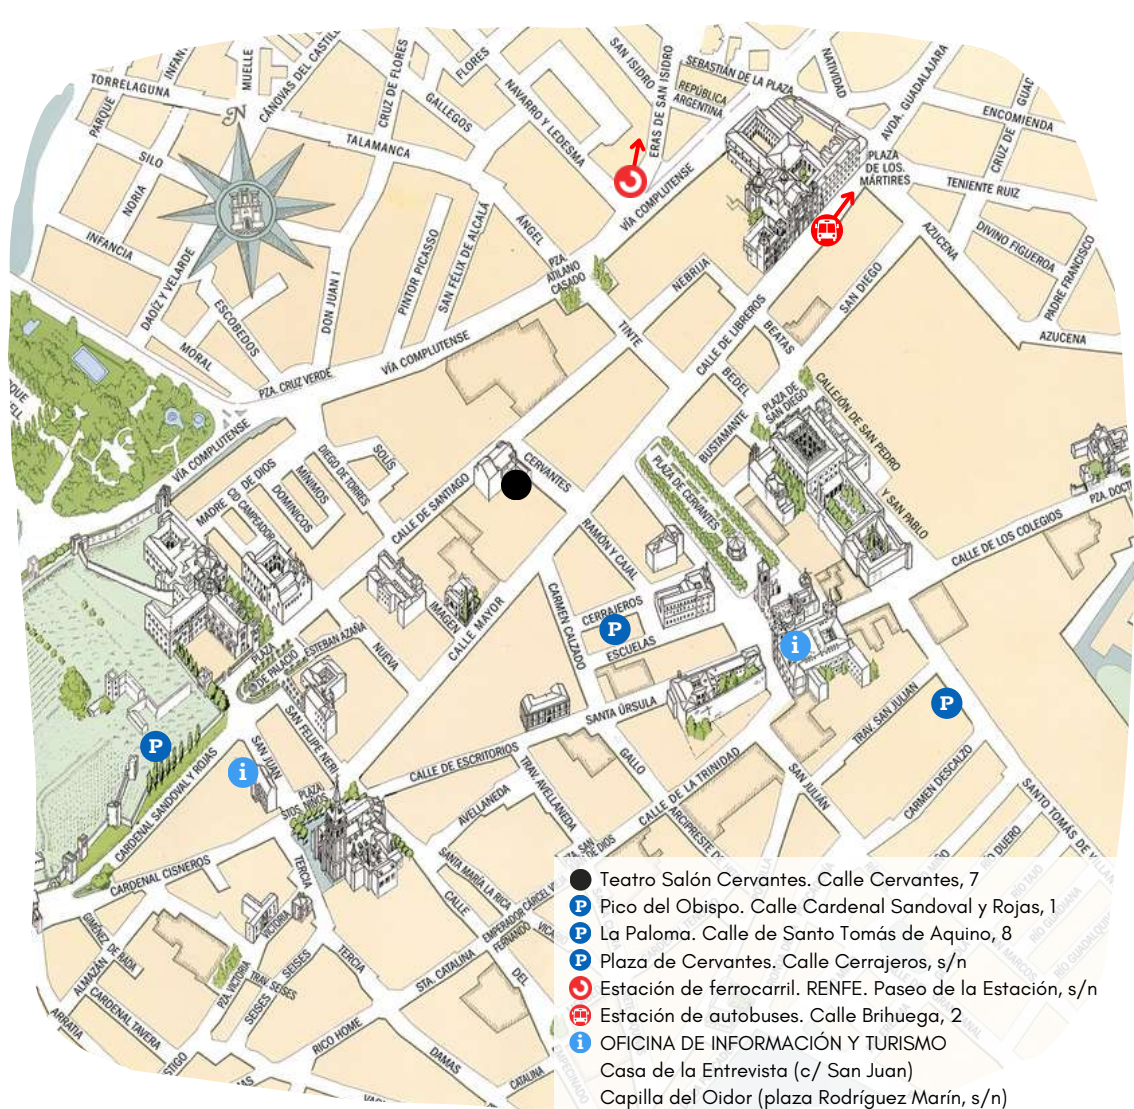 SAN ISIDRO
ERAS DE SAN ISIDRO
SEBASTIÁN DE LA PLAZA
NATIVIDAD
AVDA. GUADALAJARA
MUELLE
CÁNOVAS DEL CASTIL
CRUZ DE FLORES
FLORES
TORRELAGUNA
PARQUE
REPÚBLICA
ARGENTINA
NAVARRO Y LEDESMA
GALLEGOS
ENCOMIENDA
CRUZ DE
N
TALAMANCA
SILO
NORIA
PLAZA
DE LOS.
MÁRTIRES
TENIENTE RUIZ
VÍA COMPLUTENSE
INFANCIA
DAOÍZ Y VELARDE
ESCOBEDOS
DON JUAN I
PINTOR PICASSO
SAN FÉLIX DE ALCALÁ
ÁNGEL
PZA.
ATILANO
CASADO
NEBRIJA
AZUCENA
DIVINO FIGUEROA
PADRE FRANCISCO
SAN DIEGO
CALLE DE LIBREROS
BEATAS
AZUCENA
TINTE
MORAL
VÍA COMPLUTENSE
PZA. CRUZ VERDE
BEDEL
PLAZA DE
SAN DIEGO
CALLEJÓN DE SAN PEDRO
Y SAN PABLO
BUSTAMANTE
VÍA COMPLUTENSE
MADRE DE DIOS
CID CAMPEADOR
DOMINICOS
MÍNIMOS
DIEGO DE TORRES
SOLÍS
CALLE DE SANTIAGO
CERVANTES
PLAZA DE CERVANTES
RAMÓN Y CAJAL
CALLE DE LOS COLEGIOS
PZA. DOCT
IMAGEN
CALLE MAYOR
CARMEN CALZADO
CERRAJEROS
P
ESCUELAS
i
PLAZA
DE PALACIO
ESTEBAN AZAÑA
NUEVA
SANTA ÚRSULA
TRAV. SAN JULIAN
P
SAN FELIPE NERI
SAN JUAN
P
i
CARDENAL SANDOVAL Y ROJAS
PLAZA
STOS. NIÑOS
CALLE DE ESCRITORIOS
TRAV. AVELLANEDA
AVELLANEDA
GALLO
CALLE DE LA TRINIDAD
SAN JULIÁN
CARMEN DESCALZO
SANTO TOMÁS DE
ARCIPRESTE DE
CARDENAL CISNEROS
TERCIA
SANTA MARÍA LA RICA
CALLE
EMPERADOR
FERNANDO
CÁRCEL
VICTORIA
GIMÉNEZ DE RADA
ALMAZÁN
PZA. VICTORIA
TRAV. SEISES
SEISES
SEISES
TERCIA
STA. CATALINA
DEL
CARDENAL TAVERA
ARRATIA
RICO HOME
DAMAS
CATALINA
Teatro Salón Cervantes. Calle Cervantes, 7
P Pico del Obispo. Calle Cardenal Sandoval y Rojas, 1
P La Paloma. Calle de Santo Tomás de Aquino, 8
P Plaza de Cervantes. Calle Cerrajeros, s/n
Estación de ferrocarril. RENFE. Paseo de la Estación, s/n
Estación de autobuses. Calle Brihuega, 2
i OFICINA DE INFORMACIÓN Y TURISMO
Casa de la Entrevista (c/ San Juan)
Capilla del Oidor (plaza Rodríguez Marín, s/n)